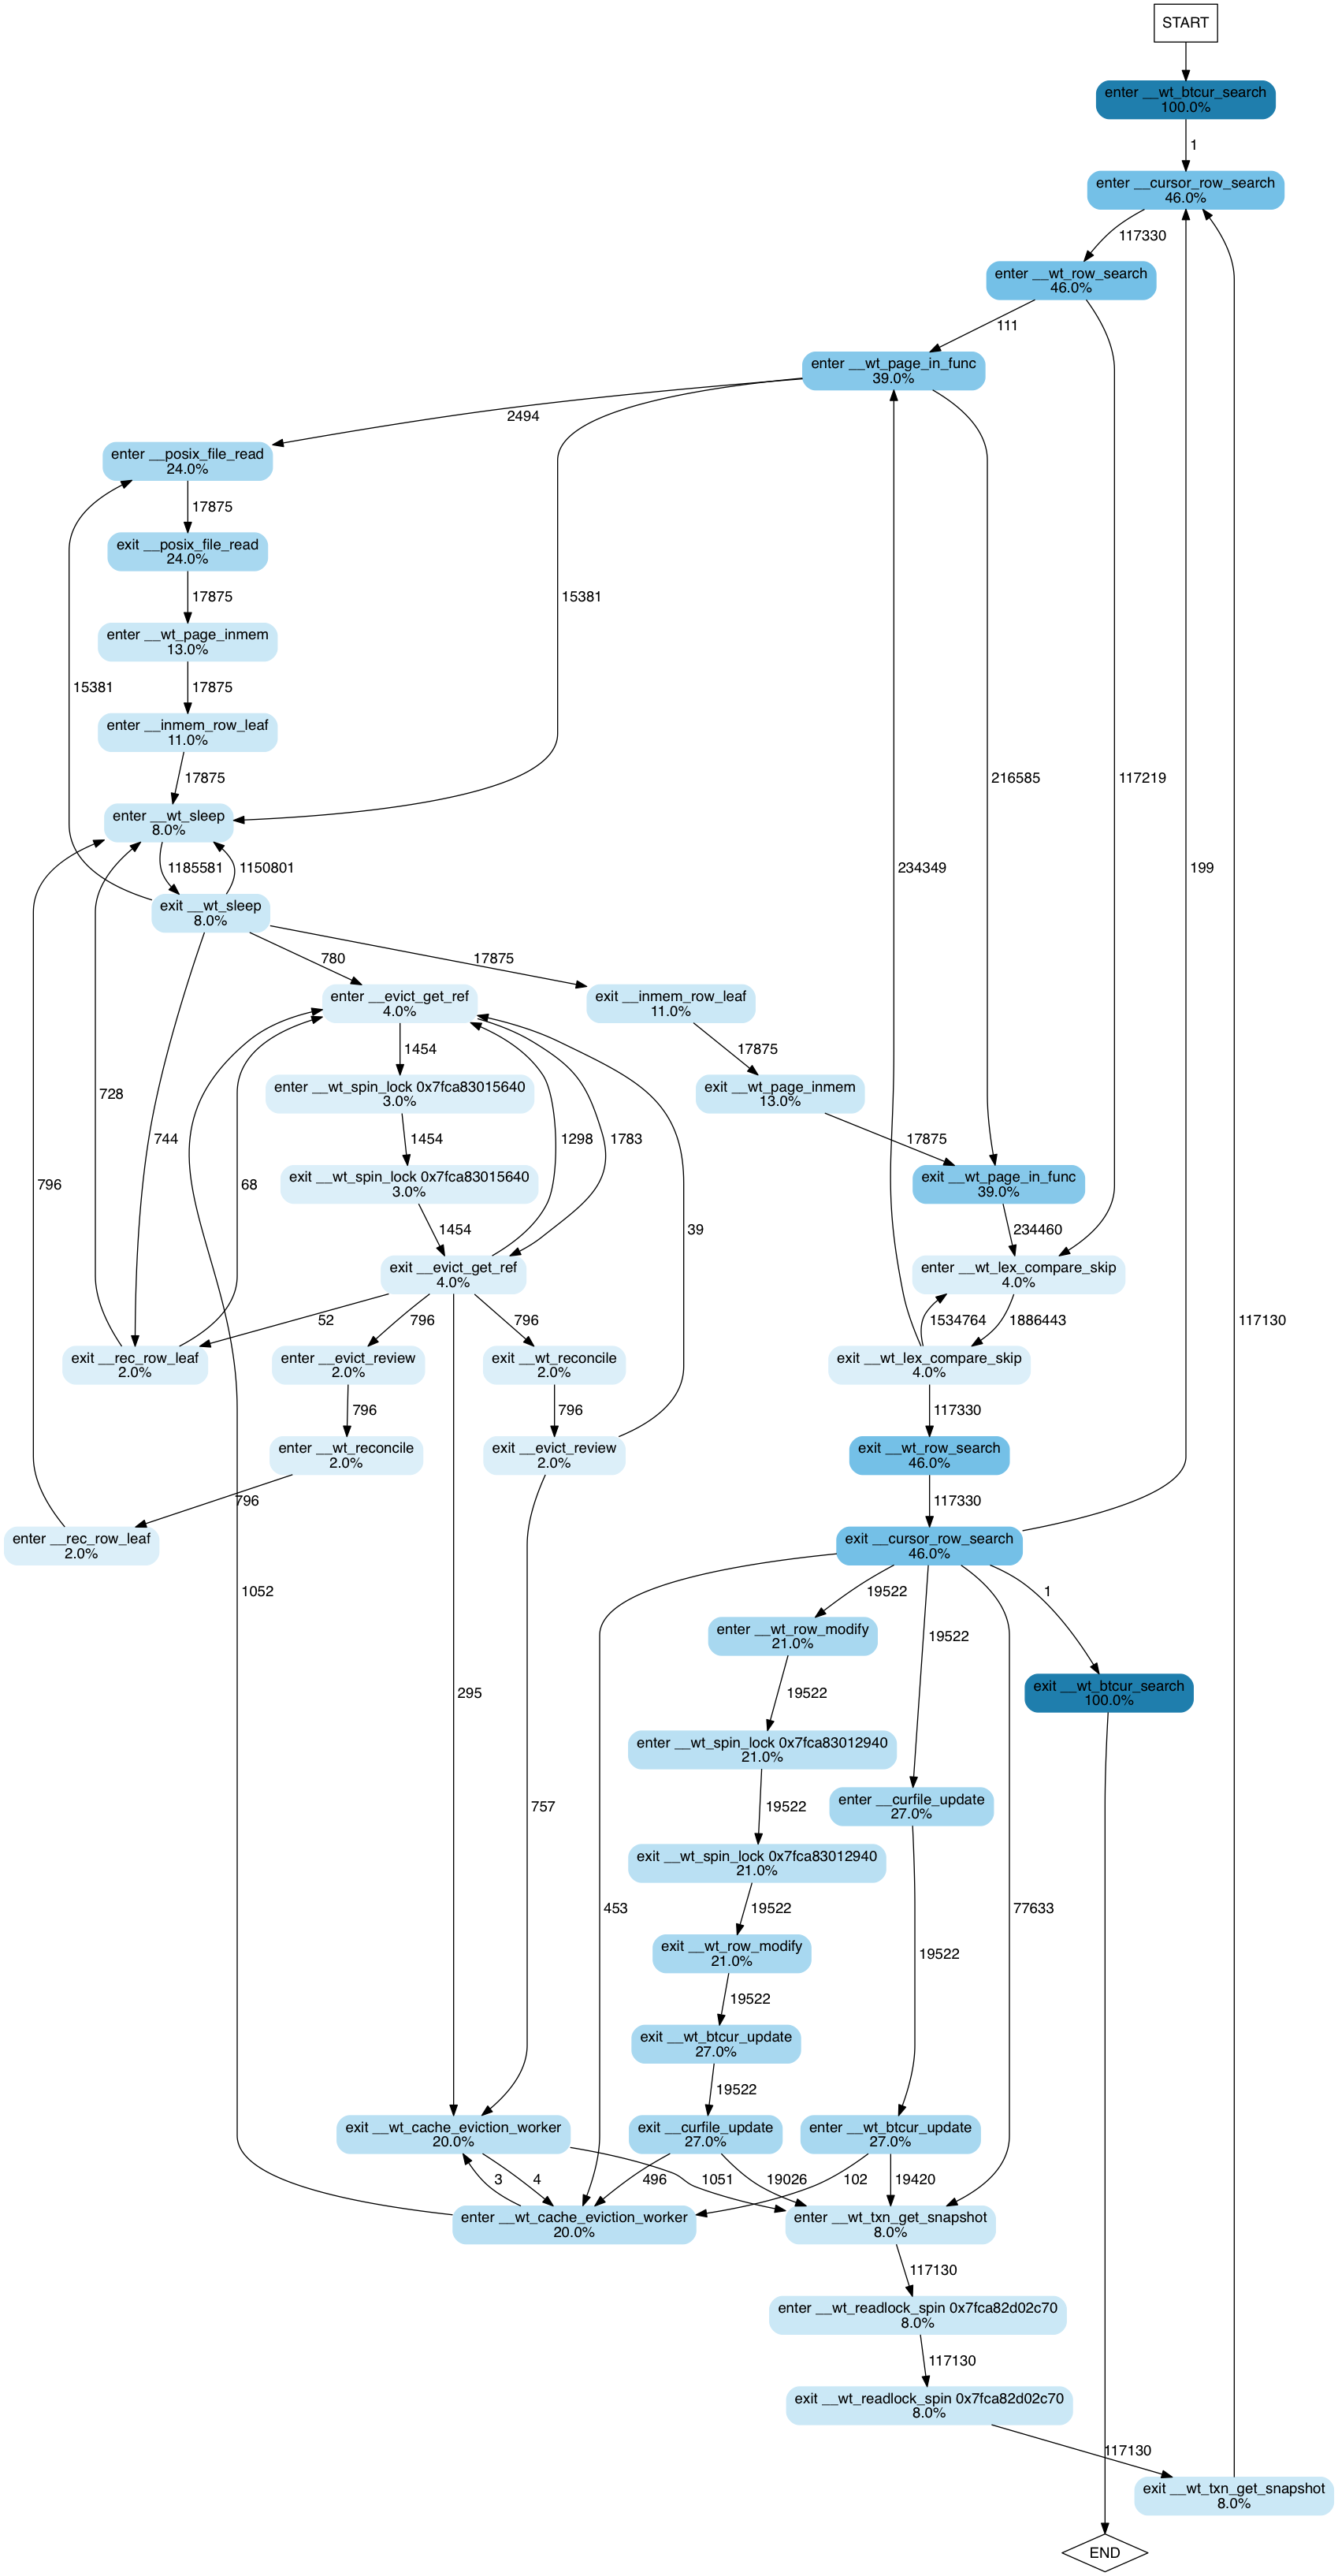 START
enter __wt_btcur_search
100.0%
1
enter __cursor_row_search
46.0%
117330
enter __wt_row_search
46.0%
111
enter __wt_page_in_func
39.0%
2494
enter __posix_file_read
24.0%
17875
exit __posix_file_read
24.0%
17875
15381
enter __wt_page_inmem
13.0%
15381
17875
216585
117219
enter __inmem_row_leaf
11.0%
17875
enter __wt_sleep
8.0%
1185581
1150801
234349
199
exit __wt_sleep
8.0%
780
17875
enter __evict_get_ref
4.0%
exit __inmem_row_leaf
11.0%
1454
17875
enter __wt_spin_lock 0x7fca83015640
3.0%
exit __wt_page_inmem
13.0%
728
744
1454
1298
1783
17875
796
68
exit __wt_spin_lock 0x7fca83015640
3.0%
exit __wt_page_in_func
39.0%
1454
39
234460
exit __evict_get_ref
4.0%
enter __wt_lex_compare_skip
4.0%
52
796
796
1534764
1886443
117130
exit __rec_row_leaf
2.0%
enter __evict_review
2.0%
exit __wt_reconcile
2.0%
exit __wt_lex_compare_skip
4.0%
796
796
117330
enter __wt_reconcile
2.0%
exit __evict_review
2.0%
exit __wt_row_search
46.0%
796
117330
enter __rec_row_leaf
2.0%
exit __cursor_row_search
46.0%
1052
19522
1
enter __wt_row_modify
21.0%
19522
295
19522
exit __wt_btcur_search
100.0%
enter __wt_spin_lock 0x7fca83012940
21.0%
757
19522
enter __curfile_update
27.0%
exit __wt_spin_lock 0x7fca83012940
21.0%
453
19522
77633
exit __wt_row_modify
21.0%
19522
19522
exit __wt_btcur_update
27.0%
19522
exit __wt_cache_eviction_worker
20.0%
exit __curfile_update
27.0%
enter __wt_btcur_update
27.0%
3
4
496
1051
19026
102
19420
enter __wt_cache_eviction_worker
20.0%
enter __wt_txn_get_snapshot
8.0%
117130
enter __wt_readlock_spin 0x7fca82d02c70
8.0%
117130
exit __wt_readlock_spin 0x7fca82d02c70
8.0%
117130
exit __wt_txn_get_snapshot
8.0%
END